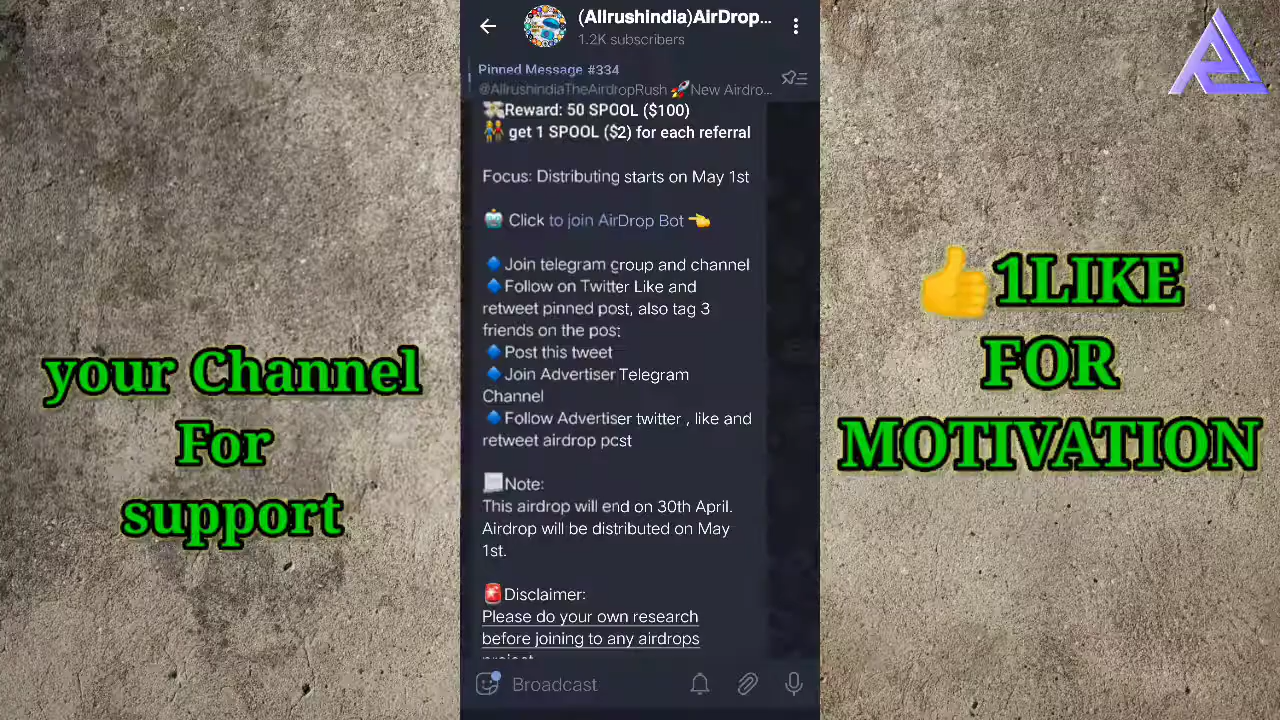 (AIIrushIndia)AirDrop...
1.2K subscribers
Pinned Message #334
@AIIrushindiaTheAirdropRush 🚀New Airdro...
💸Reward: 50 SPOOL ($100)
👫 get 1 SPOOL ($2) for each referral
Focus: Distributing starts on May 1st
🤖 Click to join AirDrop Bot 👈
🔹Join telegram group and channel
🔹Follow on Twitter Like and
retweet pinned post, also tag 3
friends on the post:
🔹Post this tweet
🔹Join Advertiser Telegram
Channel
🔹Follow Advertiser twitter , like and
retweet airdrop post
📃Note:
This airdrop will end on 30th April.
Airdrop will be distributed on May
1st.
🚨Disclaimer:
Please do your own research
before joining to any airdrops
project
Broadcast
your Channel
For
support
👍1LIKE
FOR
MOTIVATION